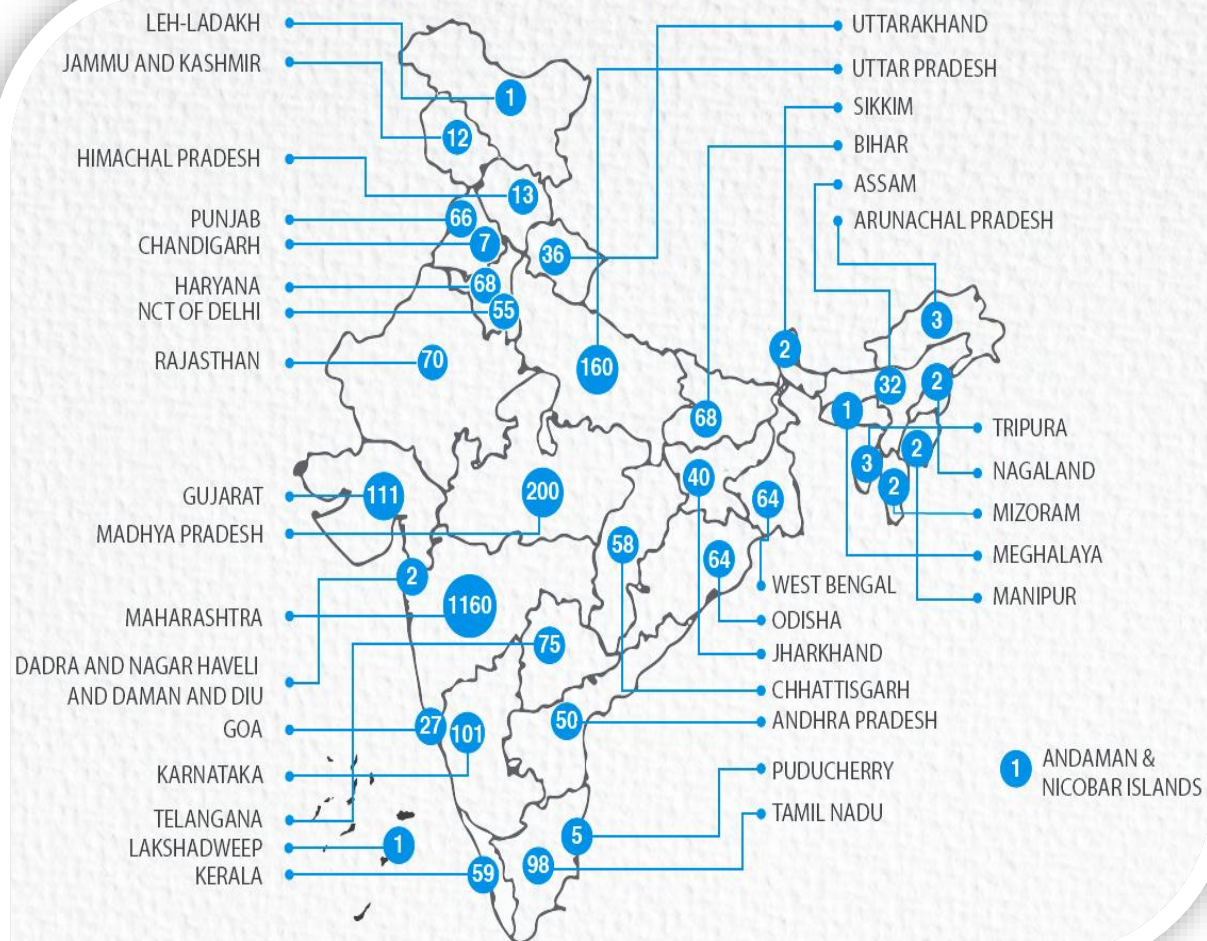 LEH-LADAKH
JAMMU AND KASHMIR
HIMACHAL PRADESH
PUNJAB
CHANDIGARH
HARYANA
NCT OF DELHI
RAJASTHAN
GUJARAT
MADHYA PRADESH
MAHARASHTRA
DADRA AND NAGAR HAVELI
AND DAMAN AND DIU
GOA
KARNATAKA
TELANGANA
LAKSHADWEEP
KERALA
1
12
13
66
7
36
68
55
70
160
68
2
3
32
2
1
2
3
2
111
200
40
64
58
64
2
1160
75
27
101
50
1
59
98
5
UTTARAKHAND
UTTAR PRADESH
SIKKIM
BIHAR
ASSAM
ARUNACHAL PRADESH
TRIPURA
NAGALAND
MIZORAM
MEGHALAYA
MANIPUR
WEST BENGAL
ODISHA
JHARKHAND
CHHATTISGARH
ANDHRA PRADESH
PUDUCHERRY
TAMIL NADU
1
ANDAMAN &
NICOBAR ISLANDS